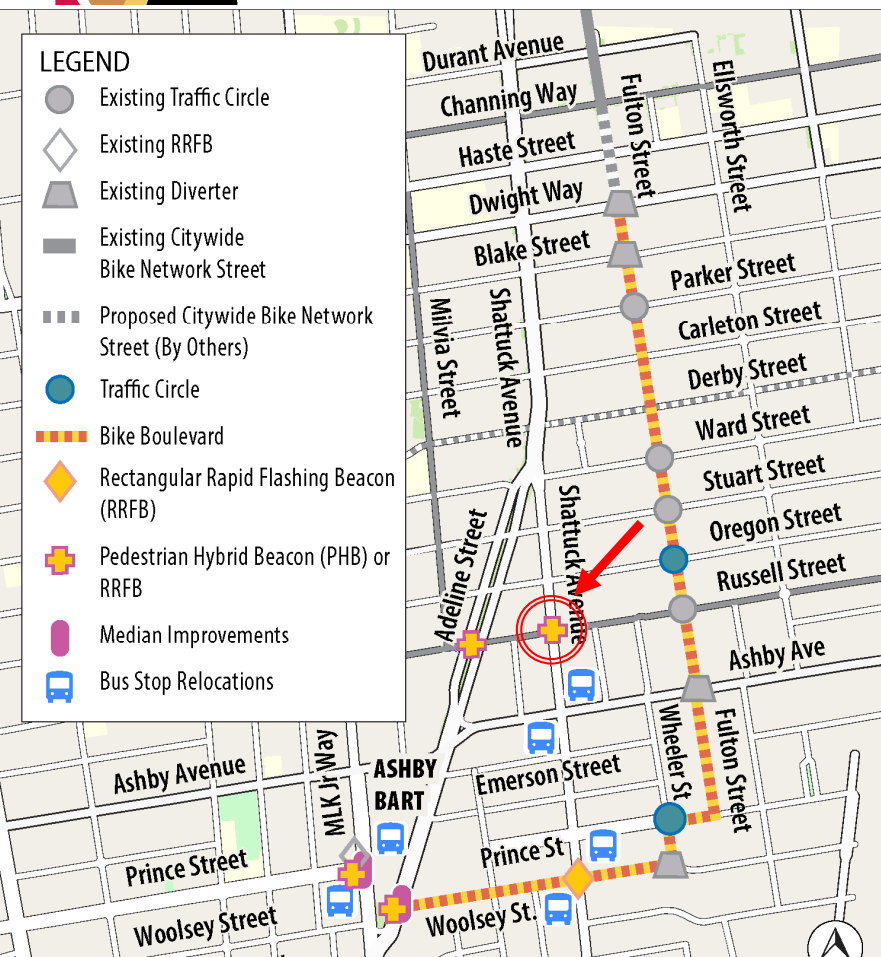 LEGEND
Existing Traffic Circle
Existing RRFB
Existing Diverter
Existing Citywide
Bike Network Street
Proposed Citywide Bike Network
Street (By Others)
Traffic Circle
Bike Boulevard
Rectangular Rapid Flashing Beacon
(RRFB)
Pedestrian Hybrid Beacon (PHB) or
RRFB
Median Improvements
Bus Stop Relocations
Durant Avenue
Channing Way
Haste Street
Dwight Way
Blake Street
Fulton Street
Ellsworth Street
Parker Street
Carleton Street
Derby Street
Ward Street
Stuart Street
Oregon Street
Russell Street
Ashby Ave
Milvia Street
Shattuck Avenue
Adeline Street
Shattuck Avenue
Wheeler St
Fulton Street
Emerson Street
Prince St
Woolsey St.
MLK Jr Way
ASHBY
BART
Ashby Avenue
Prince Street
Woolsey Street